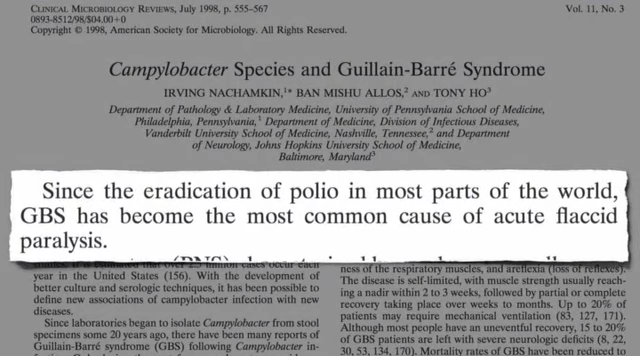 CLINICAL MICROBIOLOGY REVIEWS, July 1998, p. 555–567
Vol. 11, No. 3
0893-8512/98/$04.00+0
Copyright © 1998, American Society for Microbiology. All Rights Reserved.
Campylobacter Species and Guillain-Barré Syndrome
IRVING NACHAMKIN,1* BAN MISHU ALLOS,2 AND TONY HO3
Department of Pathology & Laboratory Medicine, University of Pennsylvania School of Medicine,
Philadelphia, Pennsylvania,1 Department of Medicine, Division of Infectious Diseases,
Vanderbilt University School of Medicine, Nashville, Tennessee,2 and Department
of Neurology, Johns Hopkins University School of Medicine,
Baltimore, Maryland3
Since the eradication of polio in most parts of the world,
GBS has become the most common cause of acute flaccid
paralysis.
year in the United States (156). With the development of
better culture and serologic techniques, it has been possible to
define new associations of campylobacter infection with new
diseases.
Since laboratories began to isolate Campylobacter from stool
specimens some 20 years ago, there have been many reports of
Guillain-Barré syndrome (GBS) following Campylobacter in-
ness of the respiratory muscles, and areflexia (loss of reflexes).
The disease is self-limited, with muscle strength usually reach-
ing a nadir within 2 to 3 weeks, followed by partial or complete
recovery taking place over weeks to months. Up to 20% of
patients may require mechanical ventilation (83, 127, 171).
Although most people have an uneventful recovery, 15 to 20%
of GBS patients are left with severe neurologic deficits (8, 22,
30, 53, 134, 170). Mortality rates of GBS have been reduced to